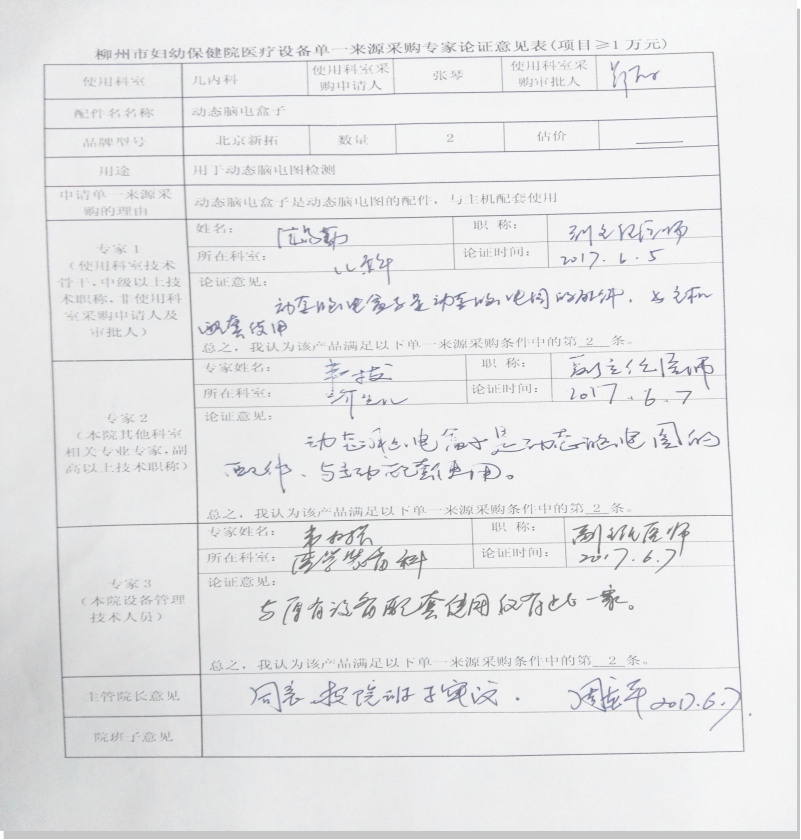 柳州市妇幼保健院医疗设备单一来源采购专家论证意见表(项目≥1万元)
使用科室 儿内科 使用科室采购申请人 张琴 使用科室采购审批人
配件名名称 动态脑电盒子
品牌型号 北京新拓 数量 2 估价
用途 用于动态脑电图检测
申请单一来源采购的理由 动态脑电盒子是动态脑电图的配件，与主机配套使用
专家1
（使用科室技术骨干,中级以上技术职称,非使用科室采购申请人及审批人）
姓名： 职 称： 副主任医师
所在科室： 论证时间： 2017.6.5
论证意见：
动态脑电盒子是动态脑电图的配件，与主机
配套使用
总之，我认为该产品满足以下单一来源采购条件中的第 2 条。
专家2
（本院其他科室相关专业专家,副高以上技术职称）
专家姓名： 职 称： 副主任医师
所在科室： 论证时间： 2017.6.7
论证意见：
动态脑电盒子是动态脑电图的
配件、与主动配套使用。
总之，我认为该产品满足以下单一来源采购条件中的第 2 条。
专家3
（本院设备管理技术人员）
专家姓名： 职 称： 副主任医师
所在科室： 医学装备科 论证时间： 2017.6.7
论证意见：
与原有设备配套使用仅有此一家。
总之，我认为该产品满足以下单一来源采购条件中的第 2 条。
主管院长意见 同意，报院班子审议. 2017.6.7.
院班子意见